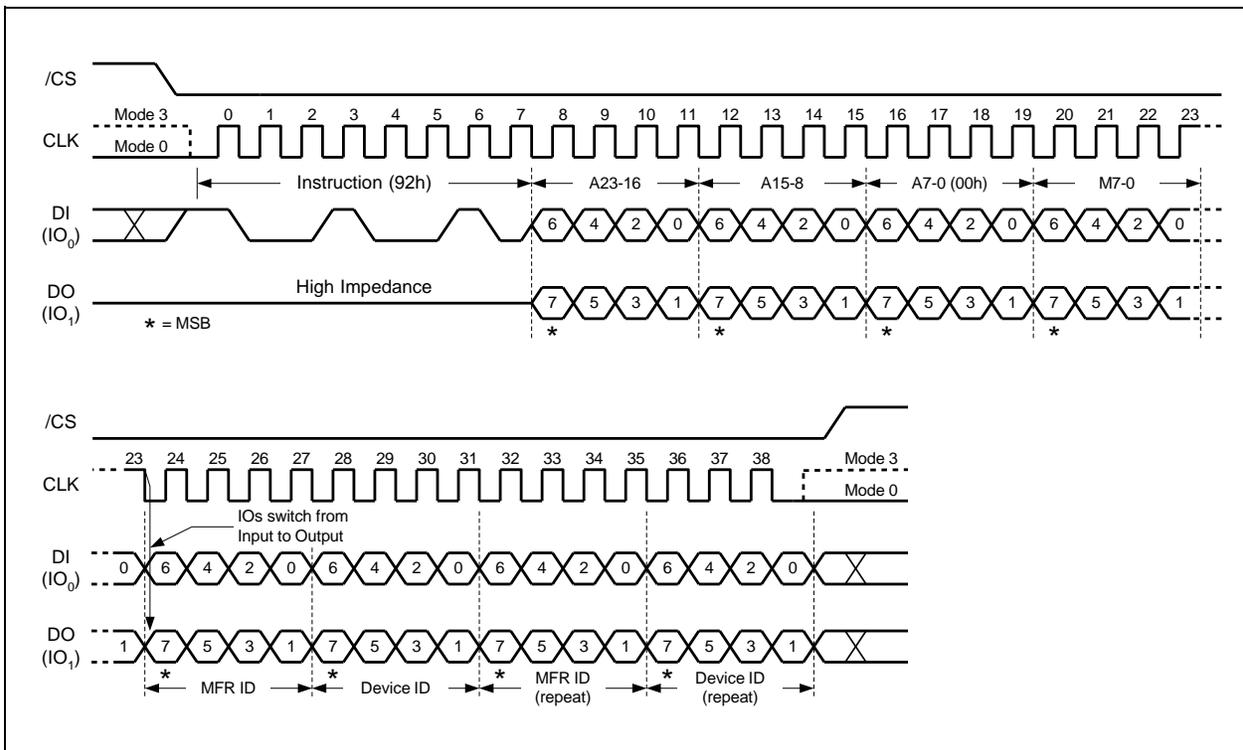 /CS
Mode 3 0 1 2 3 4 5 6 7 8 9 10 11 12 13 14 15 16 17 18 19 20 21 22 23
CLK
Mode 0
Instruction (92h) A23-16 A15-8 A7-0 (00h) M7-0
DI
(IO0) 6 4 2 0 6 4 2 0 6 4 2 0 6 4 2 0
High Impedance
DO
(IO1) 7 5 3 1 7 5 3 1 7 5 3 1 7 5 3 1
* = MSB * * * *
/CS
23 24 25 26 27 28 29 30 31 32 33 34 35 36 37 38 Mode 3
CLK
Mode 0
IOs switch from
Input to Output
DI
(IO0) 0 6 4 2 0 6 4 2 0 6 4 2 0 6 4 2 0
DO
(IO1) 1 7 5 3 1 7 5 3 1 7 5 3 1 7 5 3 1
* * * *
MFR ID Device ID MFR ID
(repeat) Device ID
(repeat)